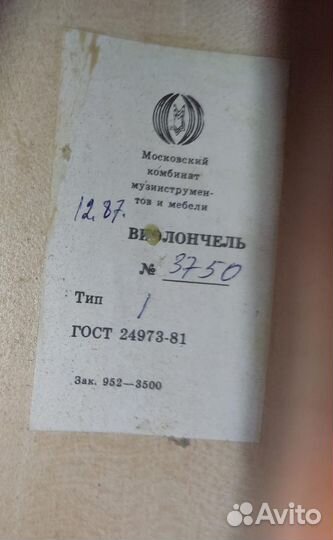 Московский
комбинат
музинструмен-
тов и мебели
12.87.
ВИОЛОНЧЕЛЬ
№ 3750
Тип 1
ГОСТ 24973-81
Зак. 952—3500
Avito